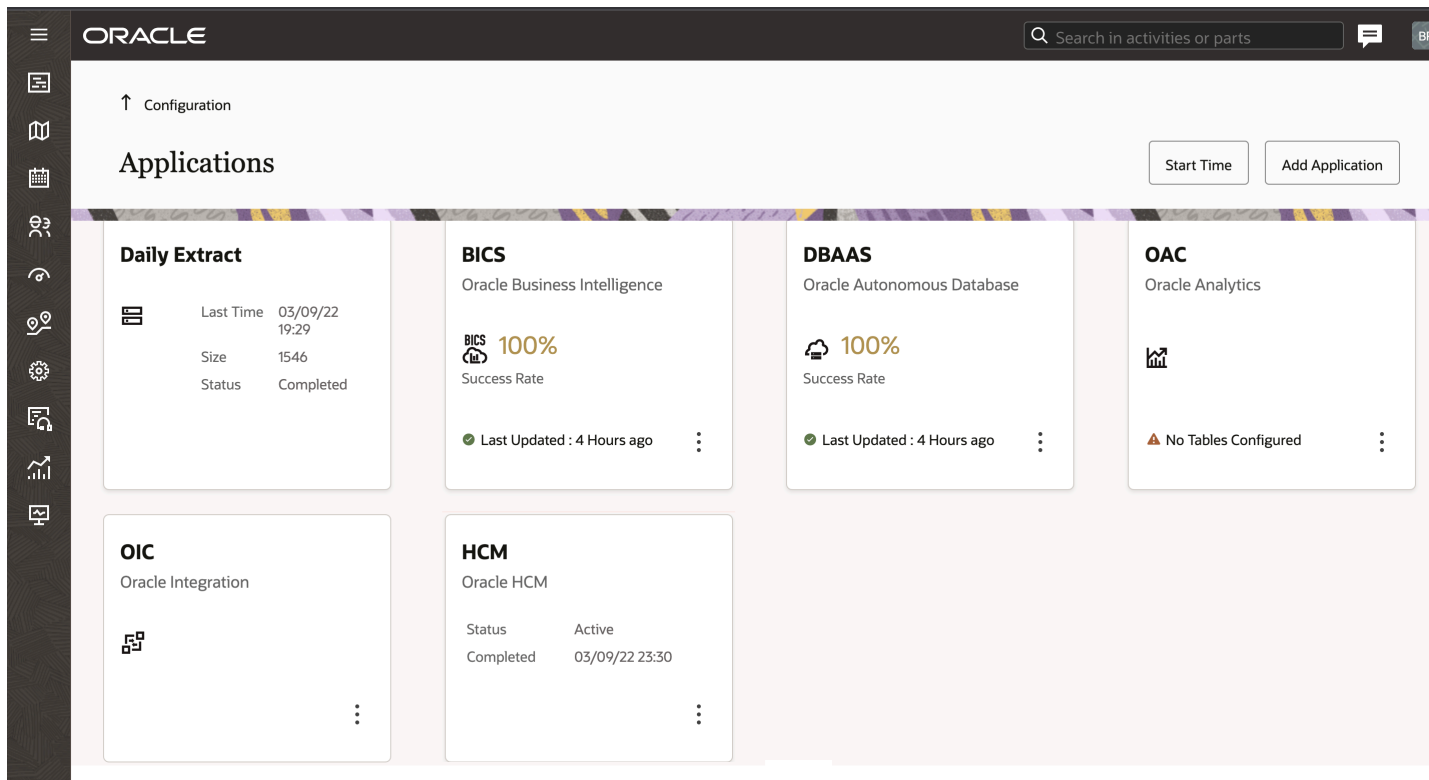 ORACLE
Search in activities or parts
Configuration
Applications
Start Time
Add Application
Daily Extract
Last Time 03/09/22
19:29
Size 1546
Status Completed
BICS
Oracle Business Intelligence
BICS
100%
Success Rate
Last Updated : 4 Hours ago
DBAAS
Oracle Autonomous Database
100%
Success Rate
Last Updated : 4 Hours ago
OAC
Oracle Analytics
No Tables Configured
OIC
Oracle Integration
HCM
Oracle HCM
Status Active
Completed 03/09/22 23:30